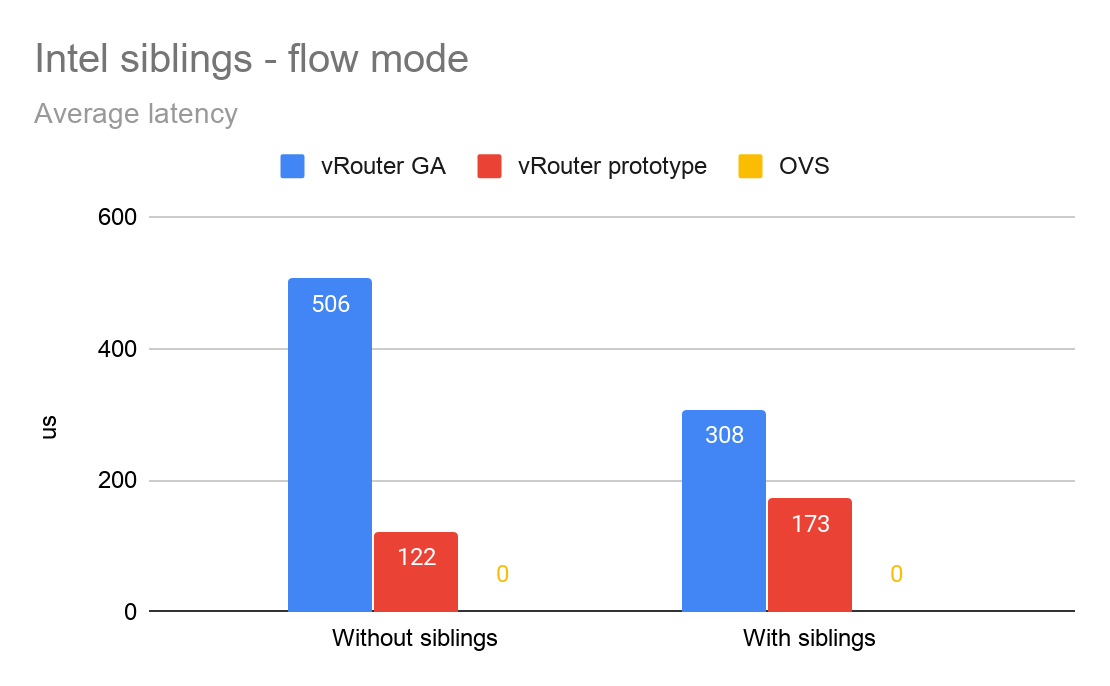 Intel siblings - flow mode
Average latency
vRouter GA vRouter prototype OVS
600
400
200
0
us
506
122
0
308
173
0
Without siblings With siblings